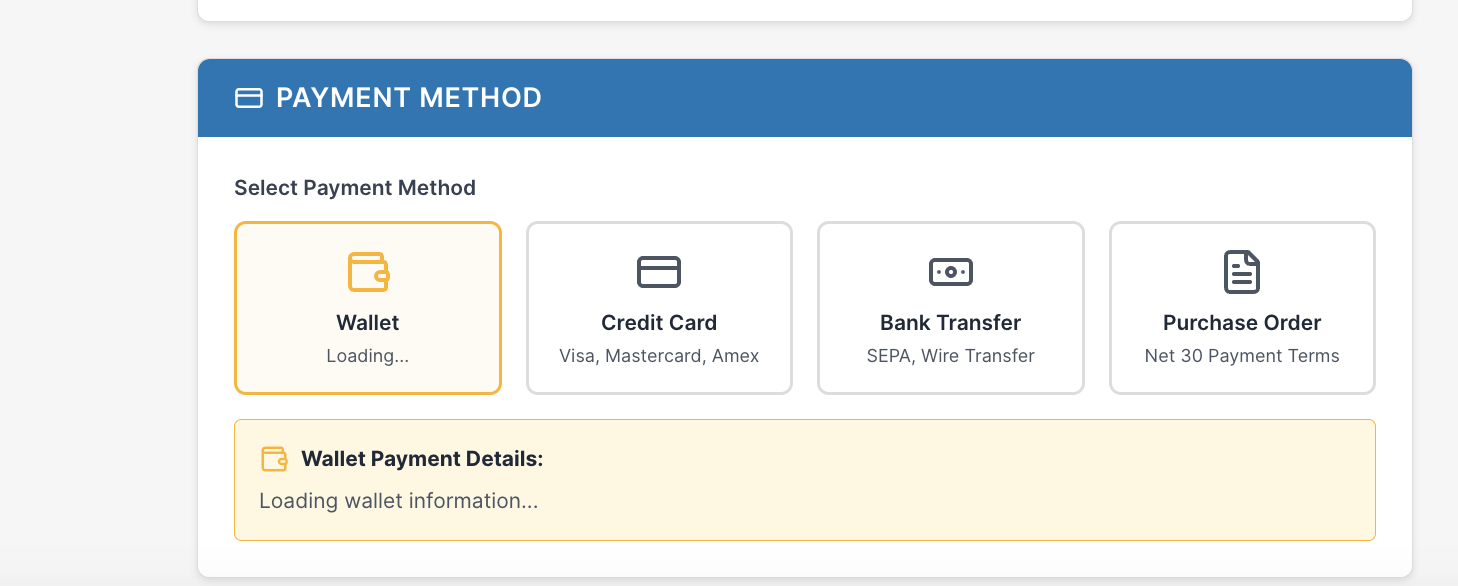 PAYMENT METHOD
Select Payment Method
Wallet
Loading...
Credit Card
Visa, Mastercard, Amex
Bank Transfer
SEPA, Wire Transfer
Purchase Order
Net 30 Payment Terms
Wallet Payment Details:
Loading wallet information...